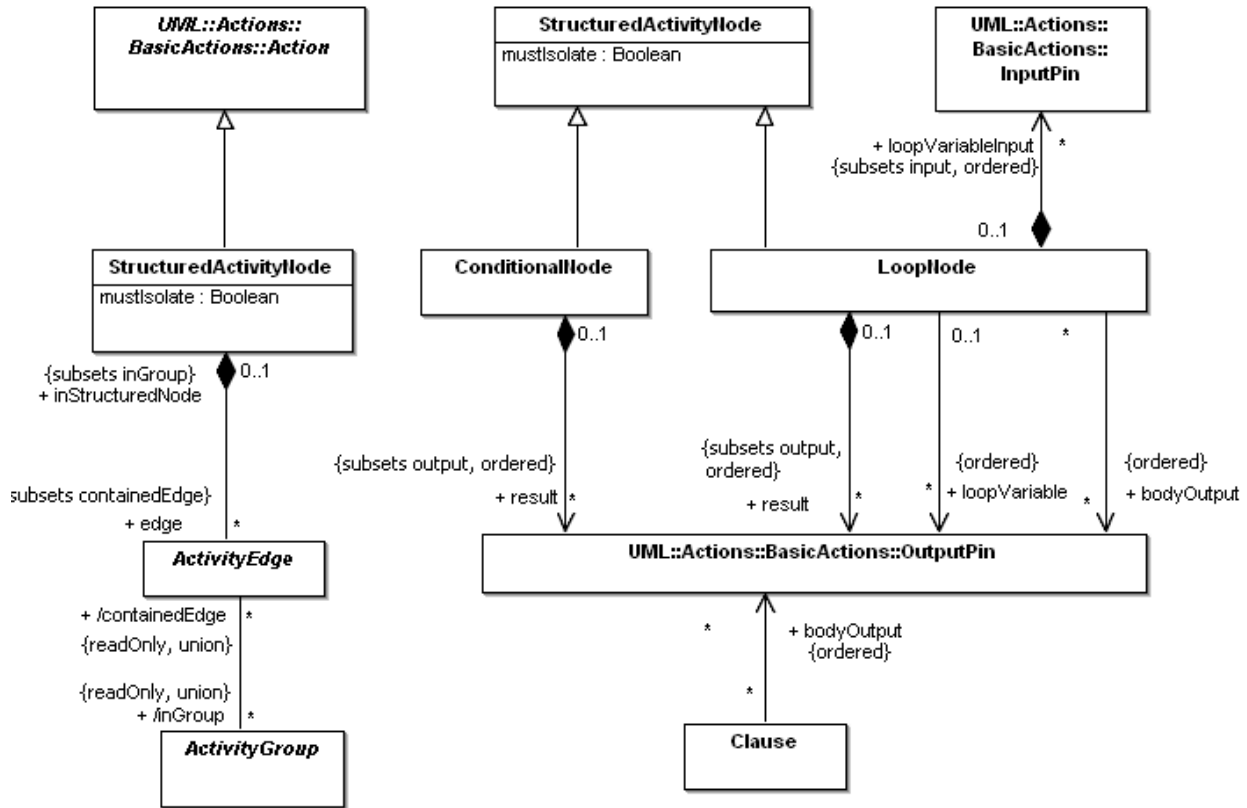 UML::Actions::
BasicActions::Action
StructuredActivityNode
mustIsolate : Boolean
UML::Actions::
BasicActions::
InputPin
+ loopVariableInput
*
{subsets input, ordered}
0..1
StructuredActivityNode
mustIsolate : Boolean
ConditionalNode
LoopNode
{subsets inGroup}
0..1
+ inStructuredNode
0..1
0..1
0..1
*
{subsets output, ordered}
+ result
*
{subsets output,
ordered}
+ result
*
{ordered}
*
+ loopVariable
{ordered}
*
+ bodyOutput
subsets containedEdge}
+ edge
*
ActivityEdge
UML::Actions::BasicActions::OutputPin
+ /containedEdge
*
{readOnly, union}
*
+ bodyOutput
{ordered}
{readOnly, union}
+ /inGroup
*
*
ActivityGroup
Clause